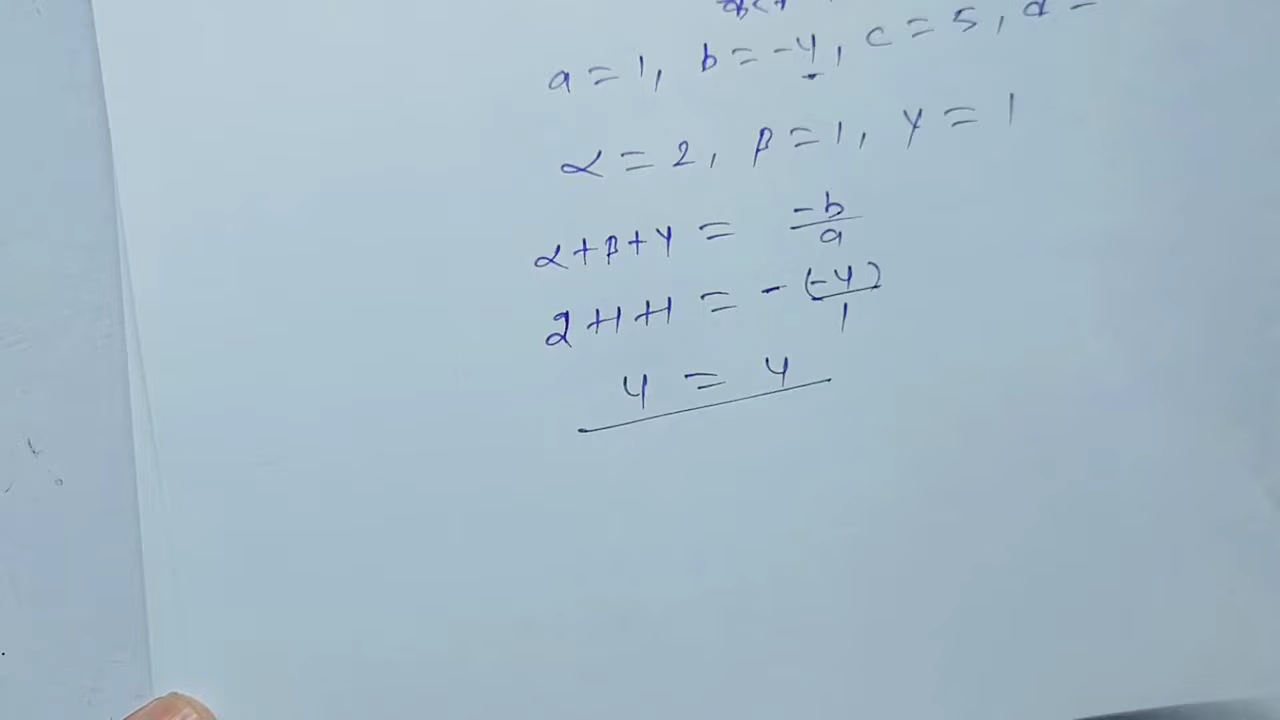 a = 1, b = -4, c = 5, d =
α = 2, β = 1, γ = 1
α+β+γ = -b/a
2+1+1 = -(-4)/1
4 = 4